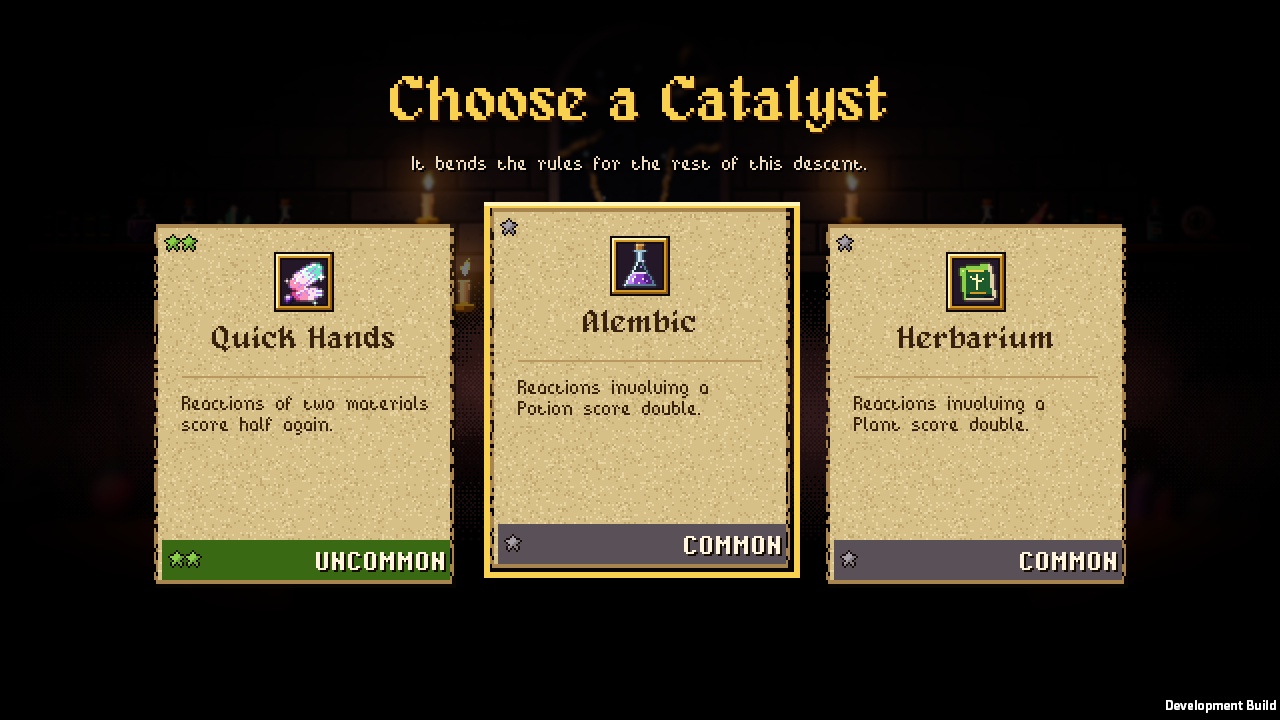 Choose a Catalyst
It bends the rules for the rest of this descent.
Quick Hands
Reactions of two materials
score half again.
UNCOMMON
Alembic
Reactions involving a
Potion score double.
COMMON
Herbarium
Reactions involving a
Plant score double.
COMMON
Development Build